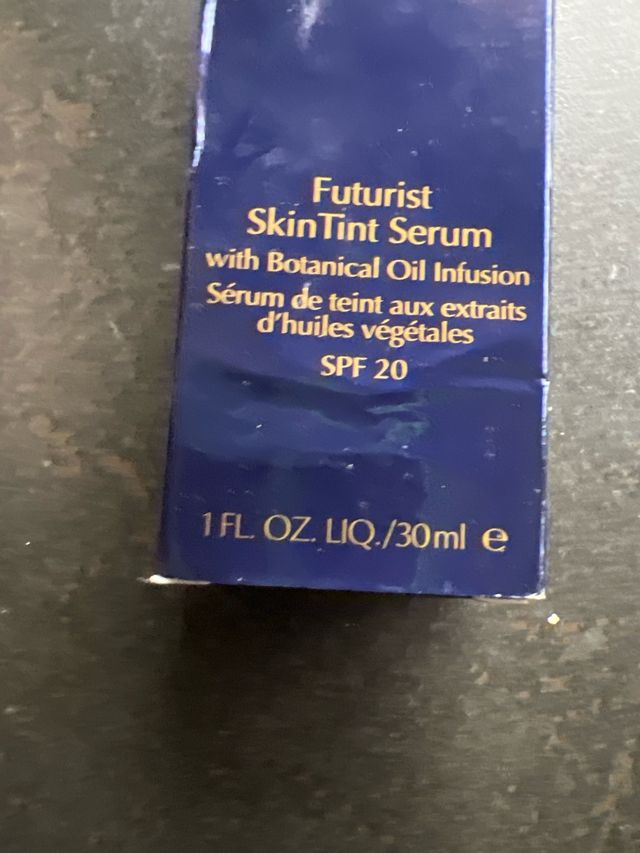 Futurist
SkinTint Serum
with Botanical Oil Infusion
Sérum de teint aux extraits
d'huiles végétales
SPF 20
1 FL. OZ. LIQ./30ml ℮